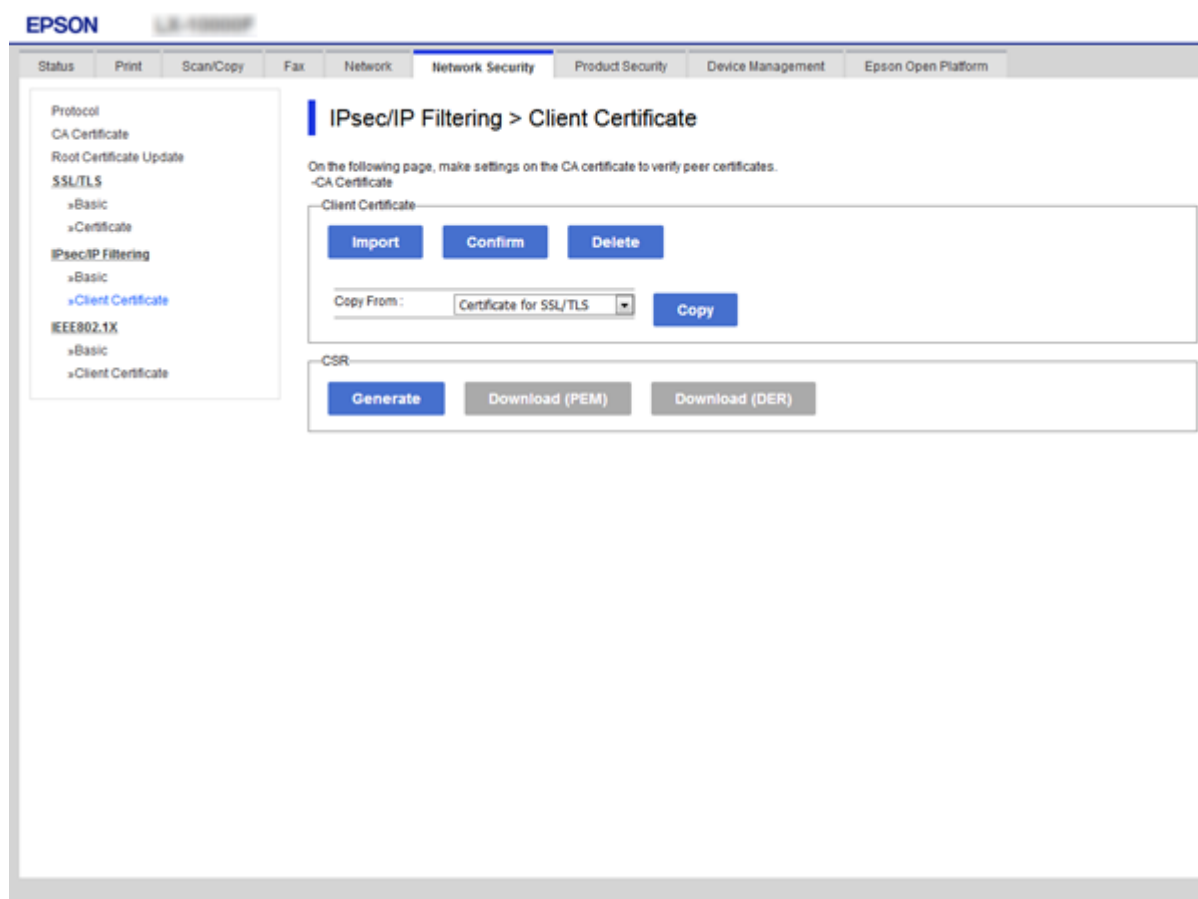 EPSON
Status Print Scan/Copy Fax Network Network Security Product Security Device Management Epson Open Platform
Protocol
CA Certificate
Root Certificate Update
SSL/TLS
»Basic
»Certificate
IPsec/IP Filtering
»Basic
»Client Certificate
IEEE802.1X
»Basic
»Client Certificate
IPsec/IP Filtering > Client Certificate
On the following page, make settings on the CA certificate to verify peer certificates.
-CA Certificate
Client Certificate
Import Confirm Delete
Copy From : Certificate for SSL/TLS Copy
CSR
Generate Download (PEM) Download (DER)